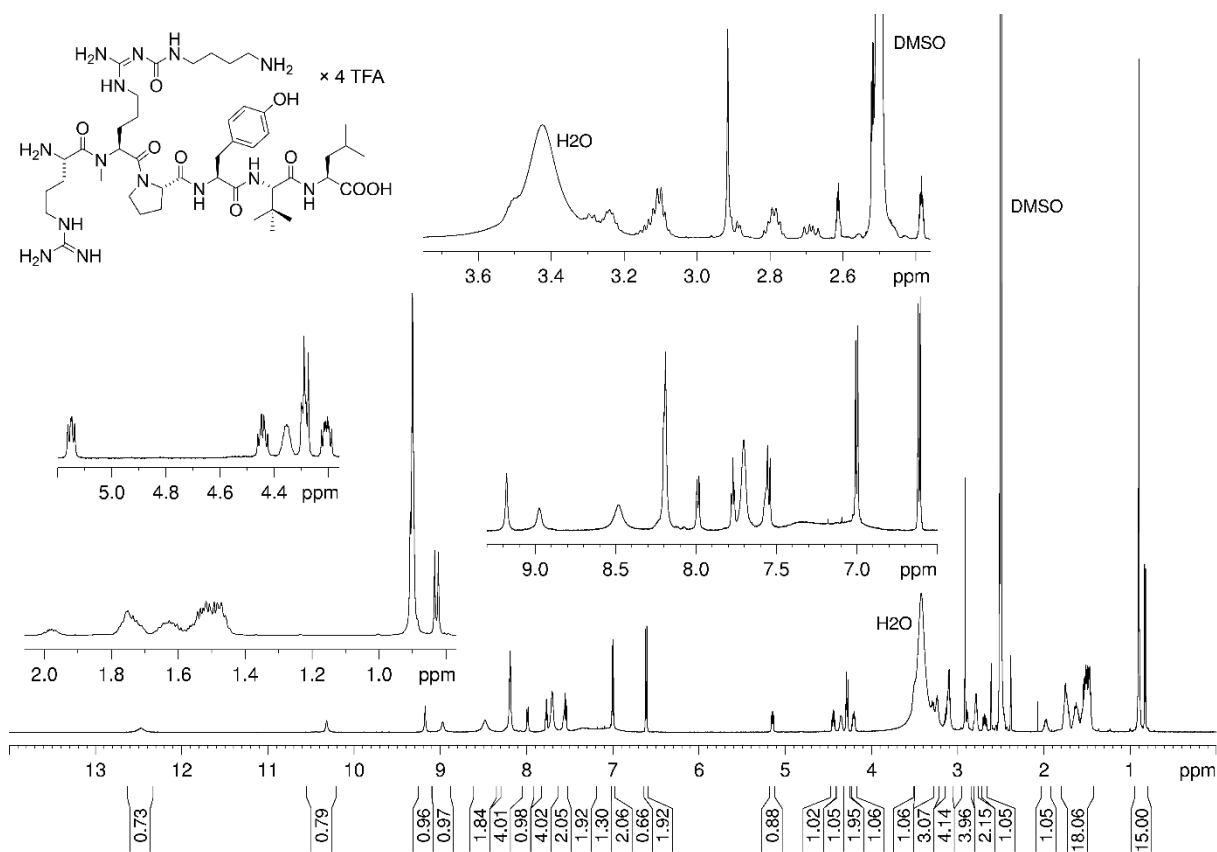 H
H2N N N
NH2
N O
HN
× 4 TFA
OH
O O O
H2N N N N
H H
N COOH
H
N O O
NH
H2N NH
H2O
DMSO
3.6 3.4 3.2 3.0 2.8 2.6 ppm
DMSO
5.0 4.8 4.6 4.4 ppm
9.0 8.5 8.0 7.5 7.0 ppm
2.0 1.8 1.6 1.4 1.2 1.0 ppm
H2O
13 12 11 10 9 8 7 6 5 4 3 2 1 ppm
0.73 0.79 0.96 0.97 1.84 4.01 0.98 4.02 2.05 1.92 1.30 2.06 0.66 1.92 0.88 1.02 1.05 1.95 1.06 1.06 3.07 4.14 3.96 2.15 1.05 1.05 18.06 15.00